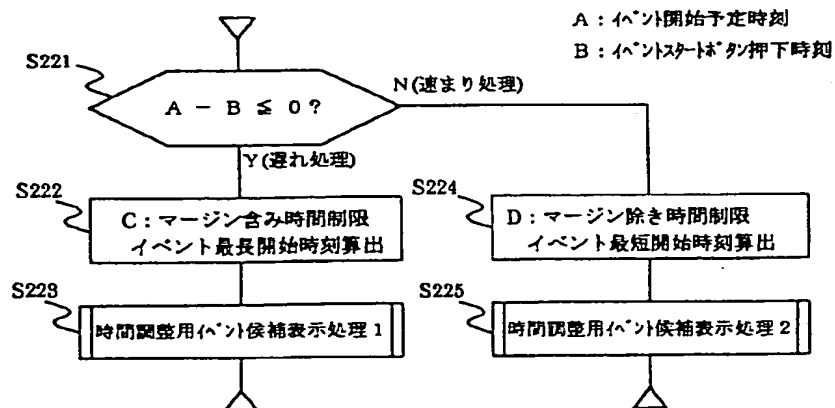 A：ｲﾍﾞﾝﾄ開始予定時刻
B：ｲﾍﾞﾝﾄｽﾀｰﾄﾎﾞﾀﾝ押下時刻
S221
A － B ≦ 0？
N(速まり処理)
Y(遅れ処理)
S222
C：マージン含み時間制限
イベント最長開始時刻算出
S224
D：マージン除き時間制限
イベント最短開始時刻算出
S223
時間調整用ｲﾍﾞﾝﾄ候補表示処理1
S225
時間調整用ｲﾍﾞﾝﾄ候補表示処理2